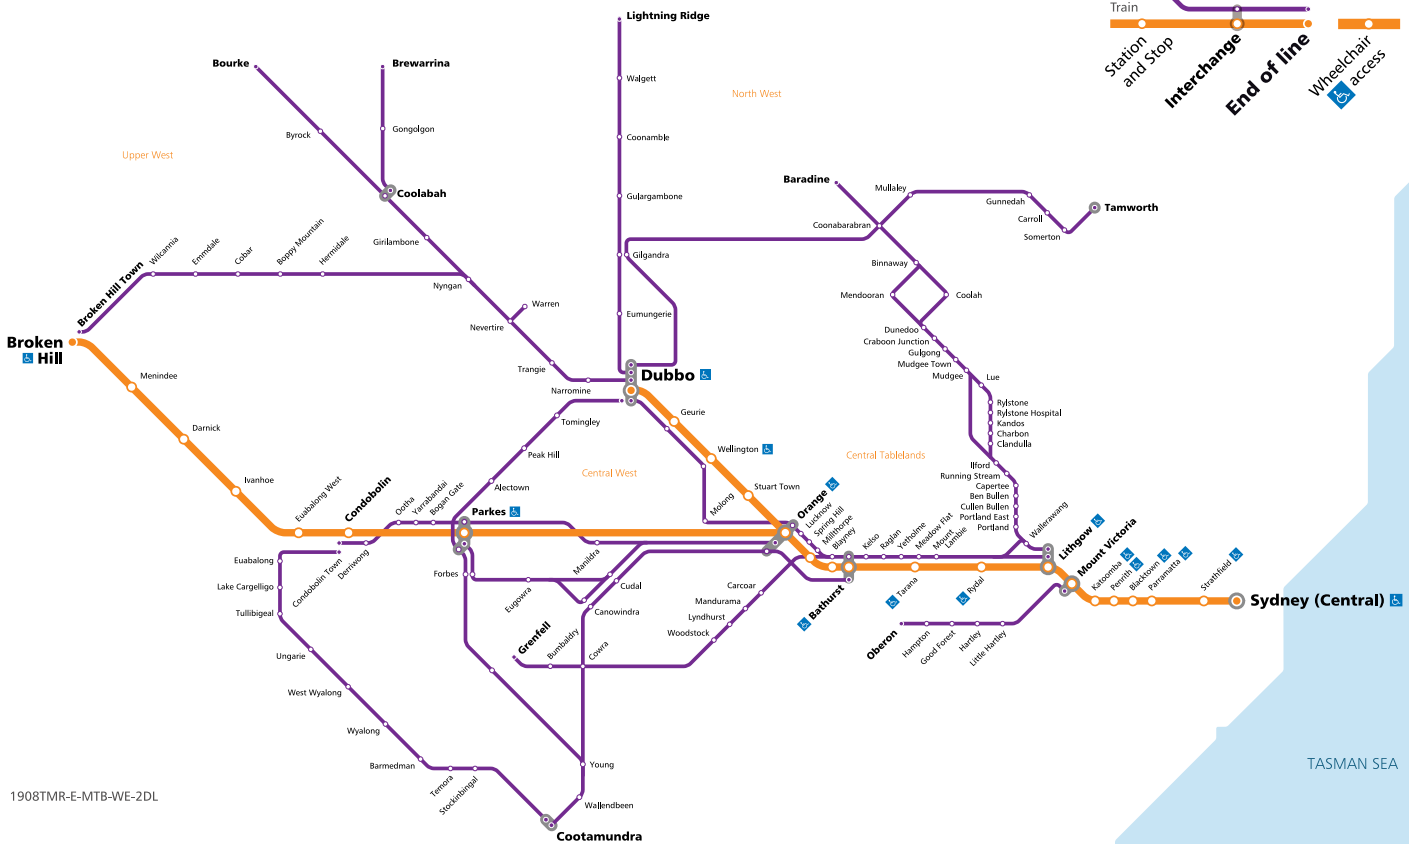 Lightning Ridge
Train
Station
and Stop
Interchange
End of line
Wheelchair
access
Bourke
Brewarrina
Walgett
North West
Byrock
Gongolgon
Coonamble
Upper West
Coolabah
Gulargambone
Baradine
Mullaley
Gunnedah
Carroll
Somerton
Tamworth
Coonabarabran
Girilambone
Wilcannia
Emmdale
Cobar
Boppy Mountain
Hermidale
Gilgandra
Binnaway
Broken Hill Town
Nyngan
Warren
Mendooran
Coolah
Nevertire
Eumungerie
Dunedoo
Craboon Junction
Gulgong
Mudgee Town
Mudgee
Lue
Broken
Hill
Trangie
Narromine
Dubbo
Menindee
Rylstone
Rylstone Hospital
Kandos
Charbon
Clandulla
Tomingley
Geurie
Darnick
Peak Hill
Wellington
Central West
Central Tablelands
Ilford
Running Stream
Capertee
Ben Bullen
Cullen Bullen
Portland East
Portland
Ivanhoe
Alectown
Stuart Town
Molong
Euabalong West
Condobolin
Ootha
Yarrabandai
Bogan Gate
Parkes
Orange
Lucknow
Spring Hill
Millthorpe
Blayney
Kelso
Raglan
Yetholme
Meadow Flat
Mount
Lambie
Wallerawang
Lithgow
Mount Victoria
Katoomba
Penrith
Blacktown
Parramatta
Strathfield
Sydney (Central)
Euabalong
Lake Cargelligo
Tullibigeal
Condobolin Town
Derriwong
Forbes
Eugowra
Manildra
Cudal
Canowindra
Carcoar
Mandurama
Lyndhurst
Woodstock
Bathurst
Tarana
Rydal
Oberon
Hampton
Good Forest
Hartley
Little Hartley
Grenfell
Bumbaldry
Cowra
Ungarie
West Wyalong
Wyalong
Barmedman
Temora
Stockinbingal
Young
Wallendbeen
Cootamundra
TASMAN SEA
1908TMR-E-MTB-WE-2DL